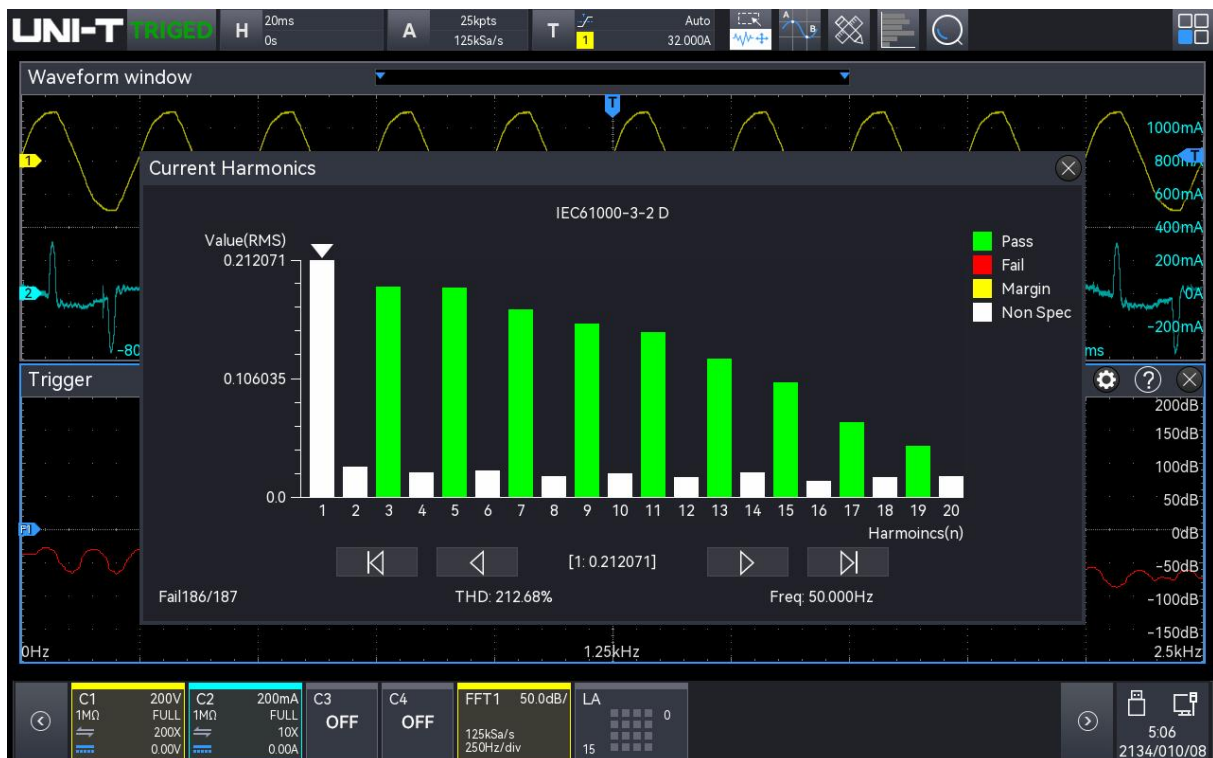 UNI-T TRIGED H 20ms 0s A 25kpts 125kSa/s T 1 Auto 32.000A A B
Waveform window
T
1000mA
1
800mA T
Current Harmonics
600mA
IEC61000-3-2 D
400mA
Value(RMS)
Pass
0.212071
Fail
200mA
2
Margin
0A
Non Spec
-200mA
-80
ms
Trigger
0.106035
200dB
150dB
100dB
50dB
0.0
1 2 3 4 5 6 7 8 9 10 11 12 13 14 15 16 17 18 19 20
Harmoincs(n)
0dB
[1: 0.212071]
-50dB
Fail186/187 THD: 212.68% Freq: 50.000Hz
-100dB
-150dB
0Hz 1.25kHz 2.5kHz
C1 200V
1MΩ FULL
200X
0.00V
C2 200mA
1MΩ FULL
10X
0.00A
C3
OFF
C4
OFF
FFT1 50.0dB/
125kSa/s
250Hz/div
LA
0
15
5:06
2134/010/08